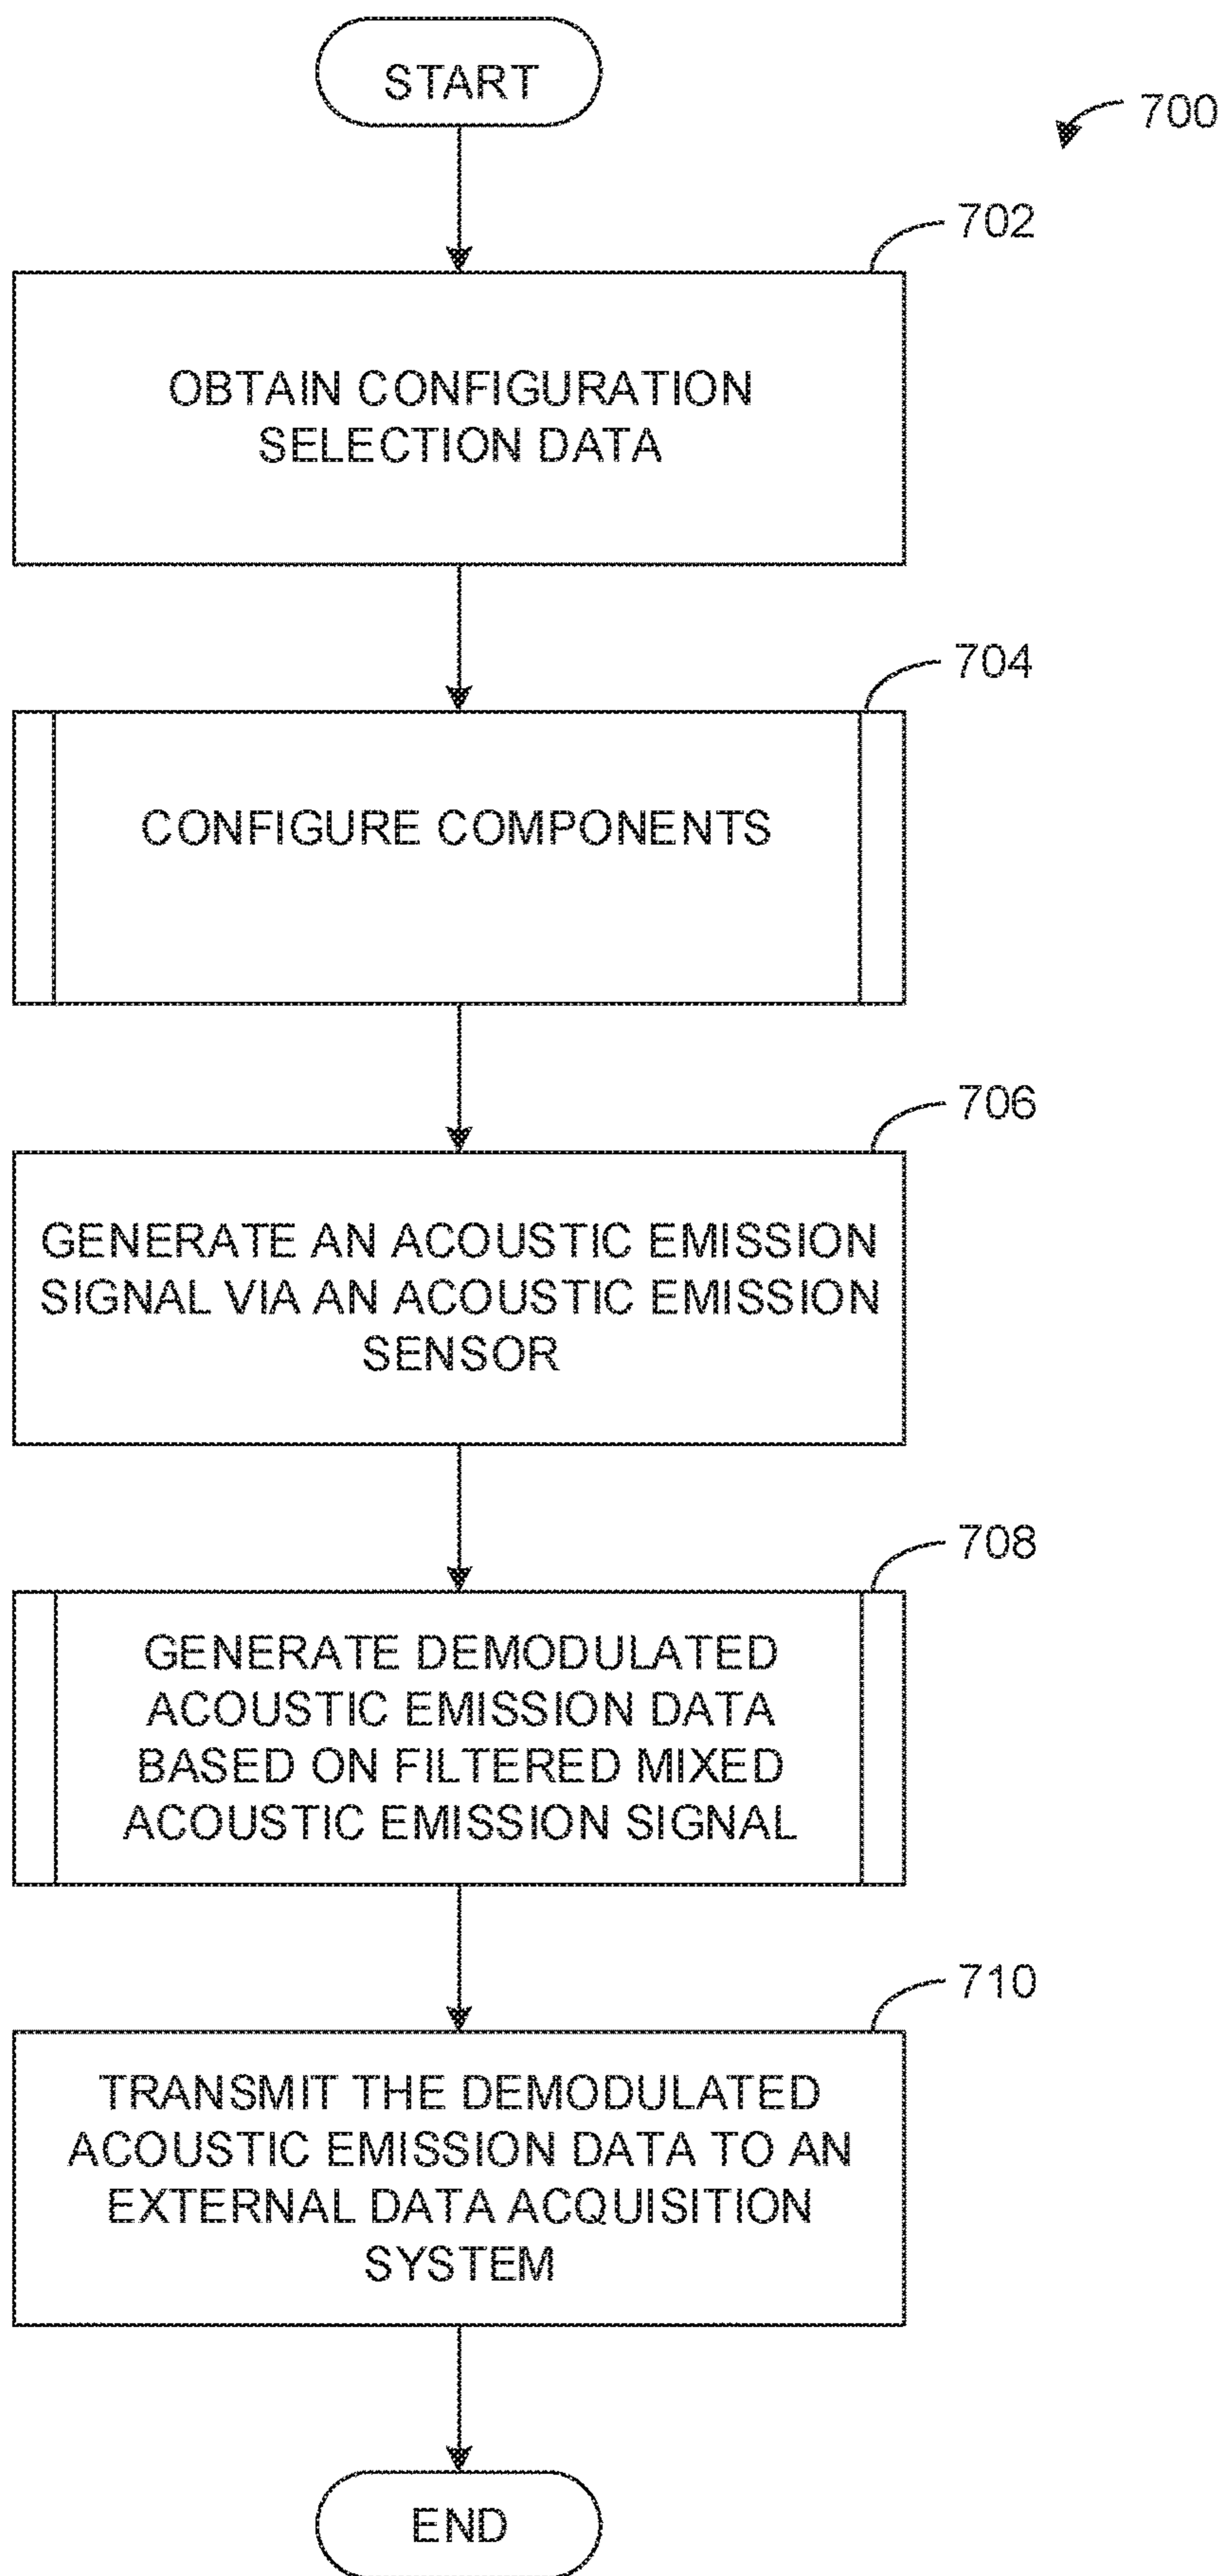 START
700
702
OBTAIN CONFIGURATION
SELECTION DATA
704
CONFIGURE COMPONENTS
706
GENERATE AN ACOUSTIC EMISSION
SIGNAL VIA AN ACOUSTIC EMISSION
SENSOR
708
GENERATE DEMODULATED
ACOUSTIC EMISSION DATA
BASED ON FILTERED MIXED
ACOUSTIC EMISSION SIGNAL
710
TRANSMIT THE DEMODULATED
ACOUSTIC EMISSION DATA TO AN
EXTERNAL DATA ACQUISITION
SYSTEM
END